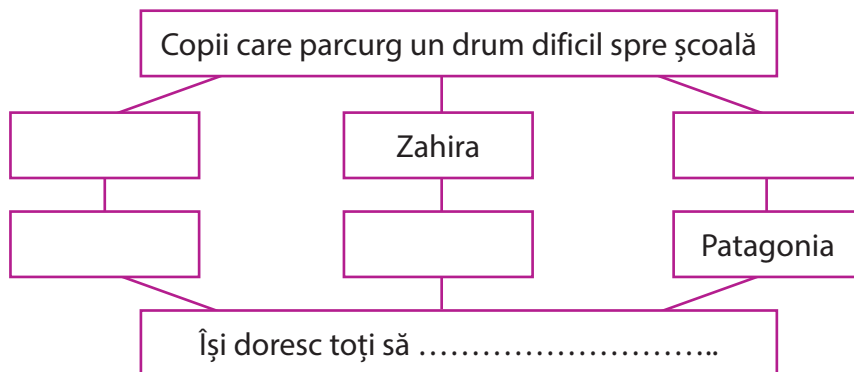 Copii care parcurg un drum dificil spre școală
Zahira
Patagonia
Își doresc toți să …………………………..